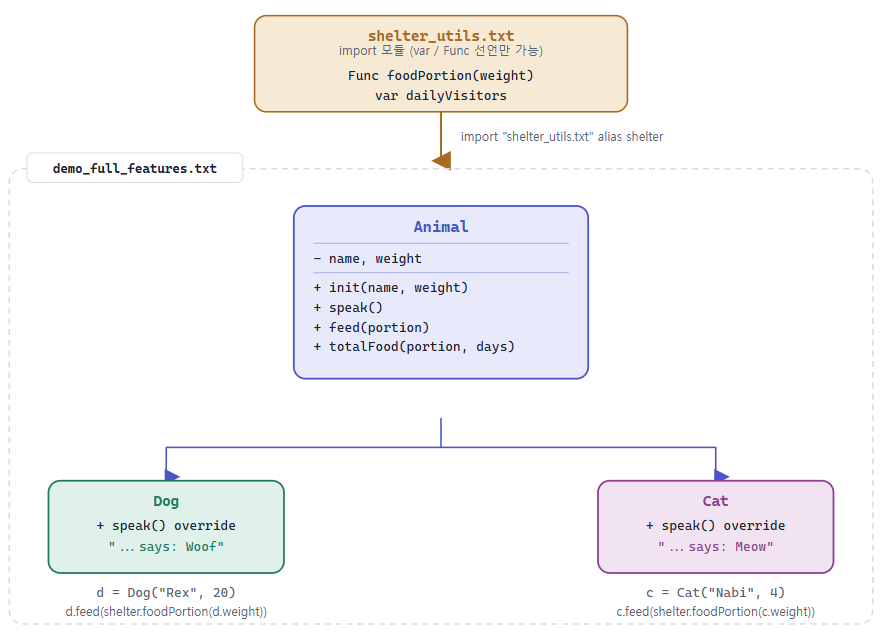 shelter_utils.txt
import 모듈 (var / Func 선언만 가능)
Func foodPortion(weight)
var dailyVisitors
import "shelter_utils.txt" alias shelter
demo_full_features.txt
Animal
− name, weight
+ init(name, weight)
+ speak()
+ feed(portion)
+ totalFood(portion, days)
Dog
+ speak() override
"...says: Woof"
Cat
+ speak() override
"...says: Meow"
d = Dog("Rex", 20)
d.feed(shelter.foodPortion(d.weight))
c = Cat("Nabi", 4)
c.feed(shelter.foodPortion(c.weight))